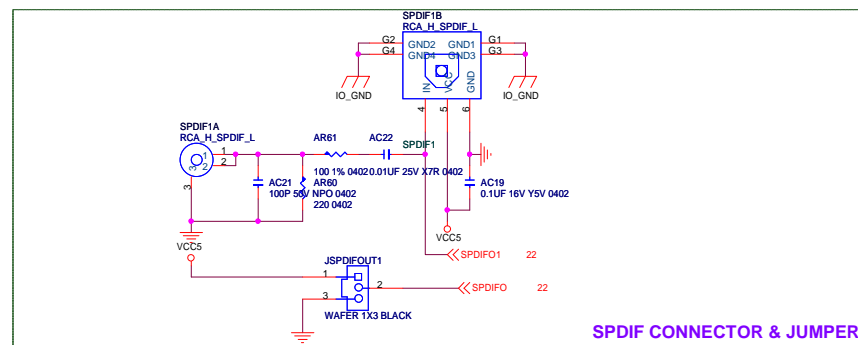 SPDIF1B
RCA_H_SPDIF_L
G2 GND2 GND1 G1
G4 GND4 GND3 G3
IN VCC GND
IO_GND IO_GND
4 5 6
SPDIF1A
RCA_H_SPDIF_L
AR61 AC22 SPDIF1
1 1
2 2
3 3
100 1% 0402 0.01UF 25V X7R 0402
AC21 AR60 AC19
100P 50V NPO 0402 0.1UF 16V Y5V 0402
220 0402
VCC5 VCC5
SPDIFO1 22
JSPDIFOUT1
1
2 SPDIFO 22
3
WAFER 1X3 BLACK
SPDIF CONNECTOR & JUMPER